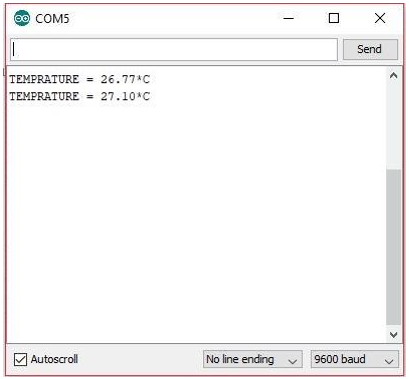 COM5
Send
TEMPRATURE = 26.77*C
TEMPRATURE = 27.10*C
Autoscroll
No line ending
9600 baud